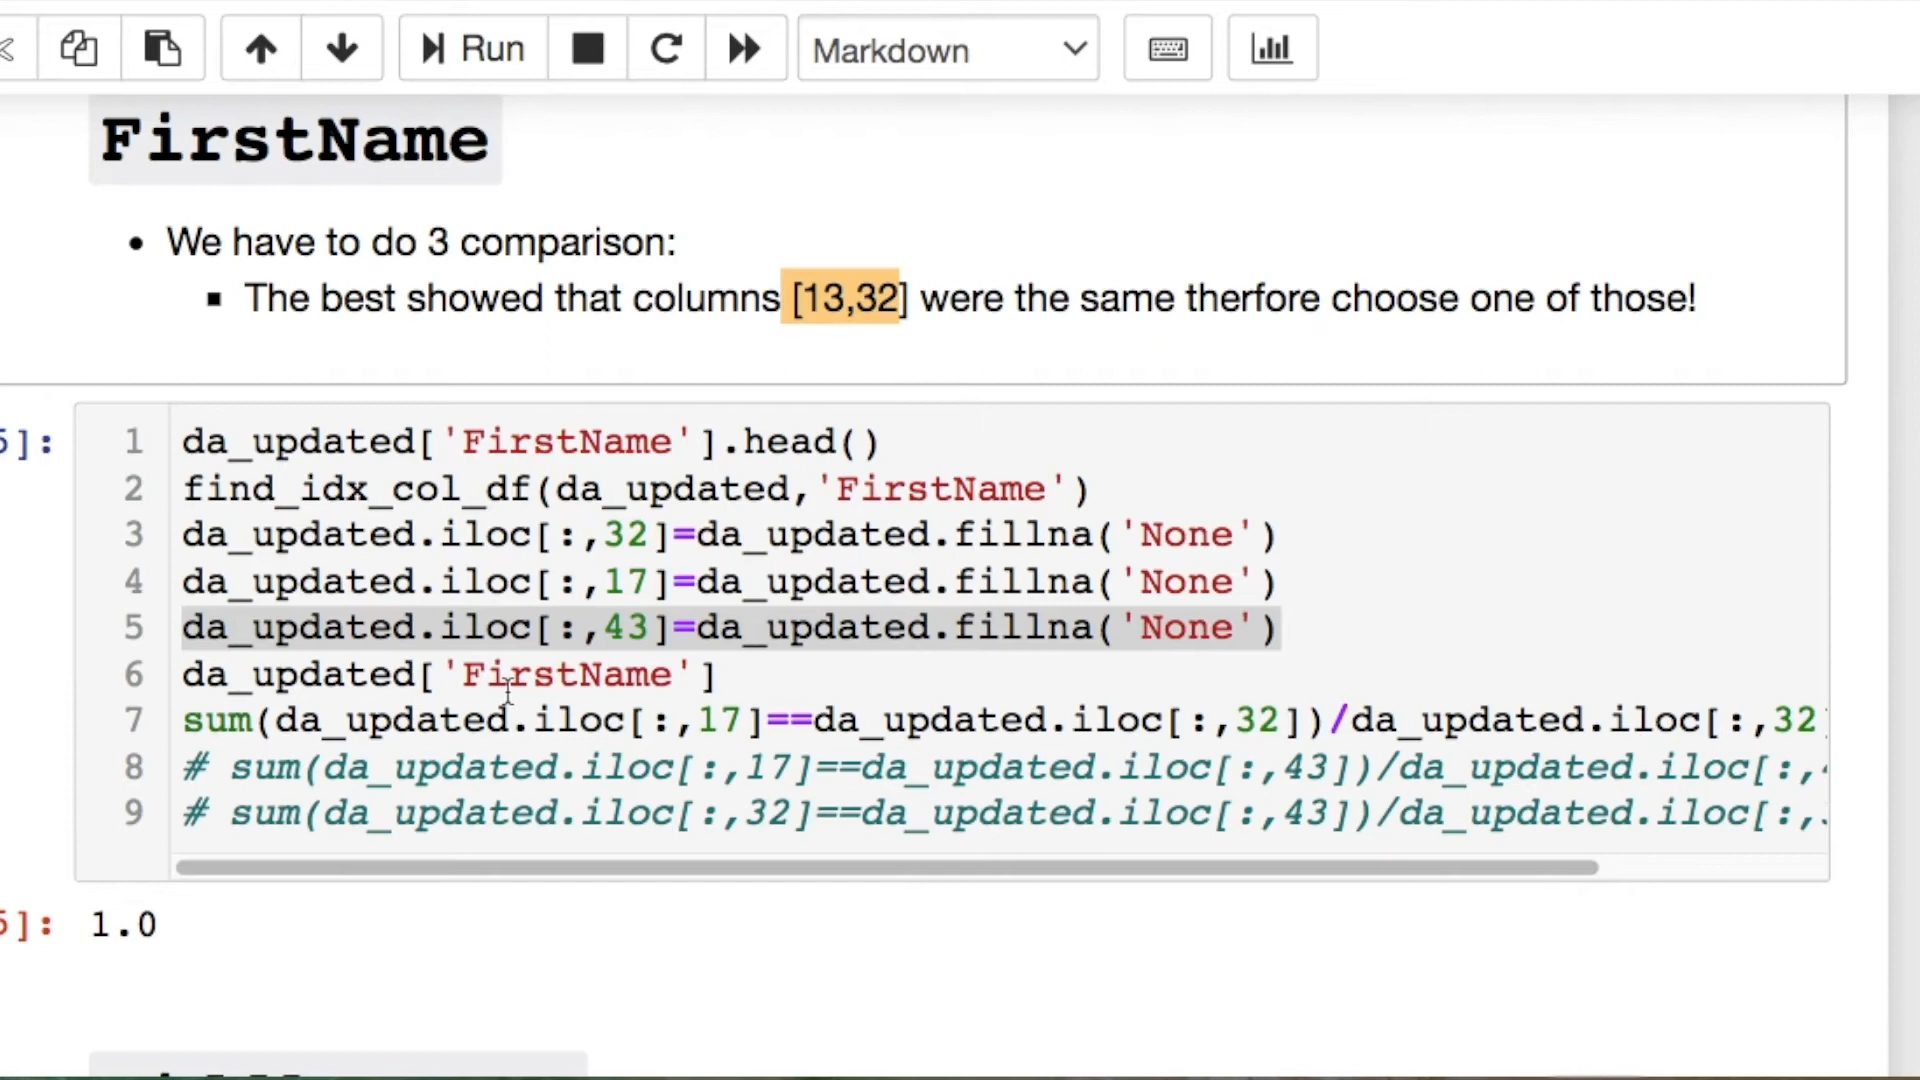 Run
Markdown
FirstName
We have to do 3 comparison:
The best showed that columns [13,32] were the same therfore choose one of those!
5]:
1 da_updated['FirstName'].head()
2 find_idx_col_df(da_updated,'FirstName')
3 da_updated.iloc[:,32]=da_updated.fillna('None')
4 da_updated.iloc[:,17]=da_updated.fillna('None')
5 da_updated.iloc[:,43]=da_updated.fillna('None')
6 da_updated['FirstName']
7 sum(da_updated.iloc[:,17]==da_updated.iloc[:,32])/da_updated.iloc[:,32]
8 # sum(da_updated.iloc[:,17]==da_updated.iloc[:,43])/da_updated.iloc[:,
9 # sum(da_updated.iloc[:,32]==da_updated.iloc[:,43])/da_updated.iloc[:,
5]: 1.0